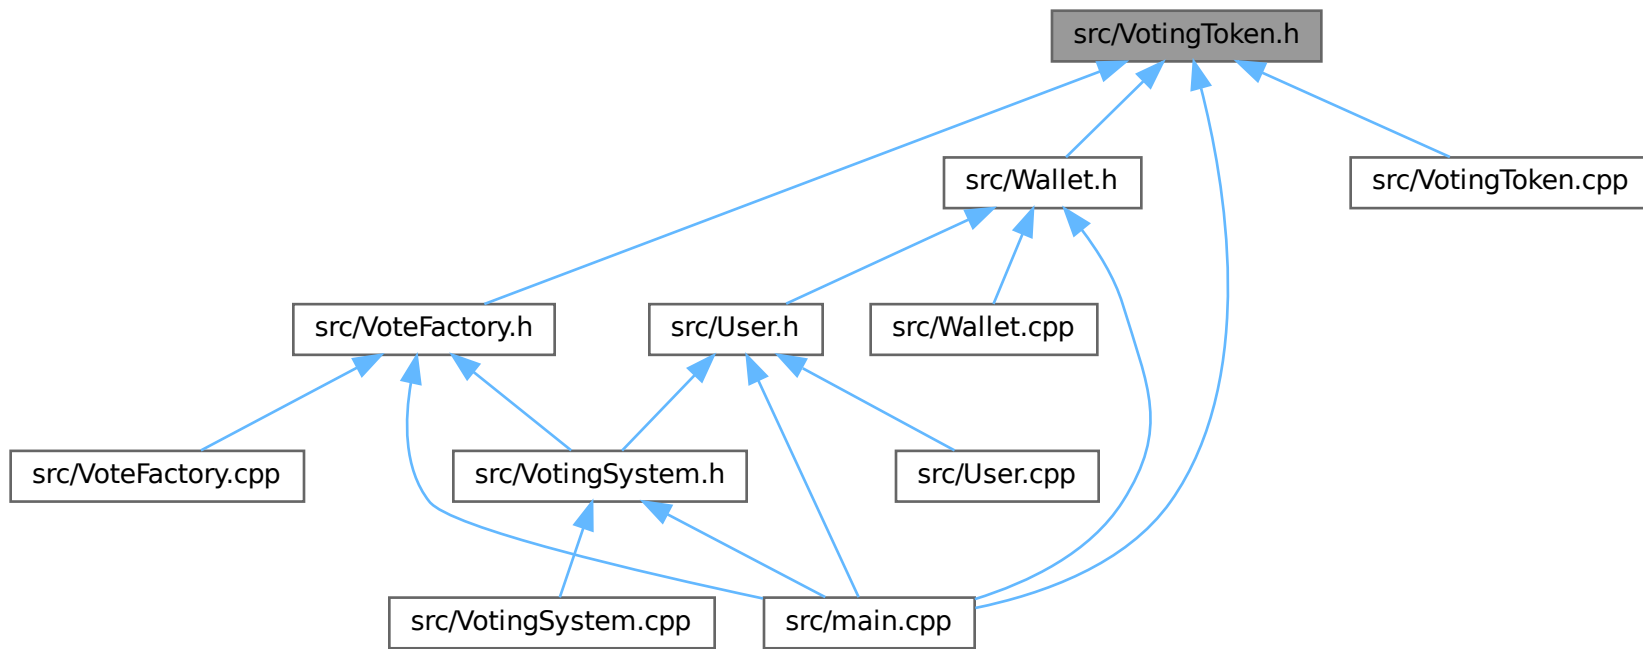 src/VotingToken.h
src/Wallet.h
src/VotingToken.cpp
src/VoteFactory.h
src/User.h
src/Wallet.cpp
src/VoteFactory.cpp
src/VotingSystem.h
src/User.cpp
src/VotingSystem.cpp
src/main.cpp